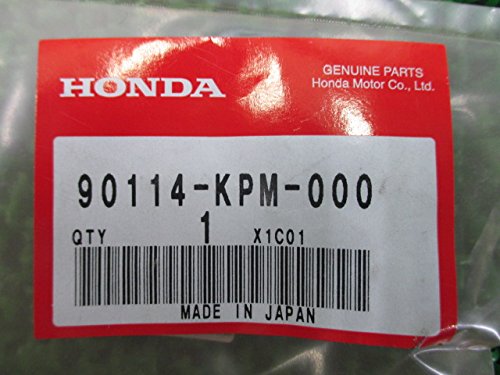 HONDA
GENUINE PARTS
Honda Motor Co., Ltd.
90114-KPM-000
QTY 1 X1C01
MADE IN JAPAN